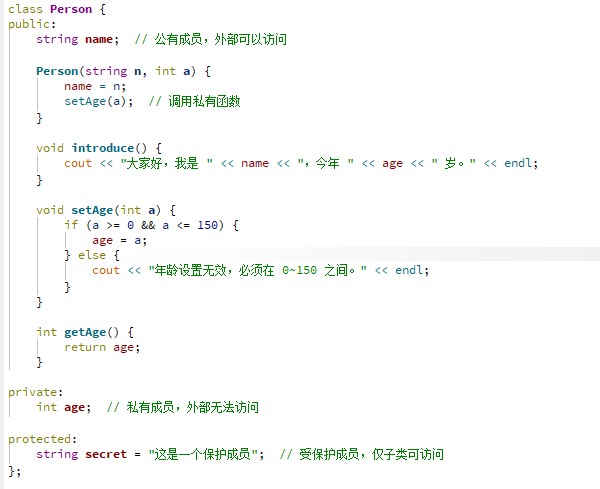 class Person {
public:
    string name;  // 公有成员，外部可以访问

    Person(string n, int a) {
        name = n;
        setAge(a);  // 调用私有函数
    }

    void introduce() {
        cout << "大家好，我是 " << name << "，今年 " << age << " 岁。" << endl;
    }

    void setAge(int a) {
        if (a >= 0 && a <= 150) {
            age = a;
        } else {
            cout << "年龄设置无效，必须在 0~150 之间。" << endl;
        }
    }

    int getAge() {
        return age;
    }

private:
    int age;  // 私有成员，外部无法访问

protected:
    string secret = "这是一个保护成员";  // 受保护成员，仅子类可访问
};